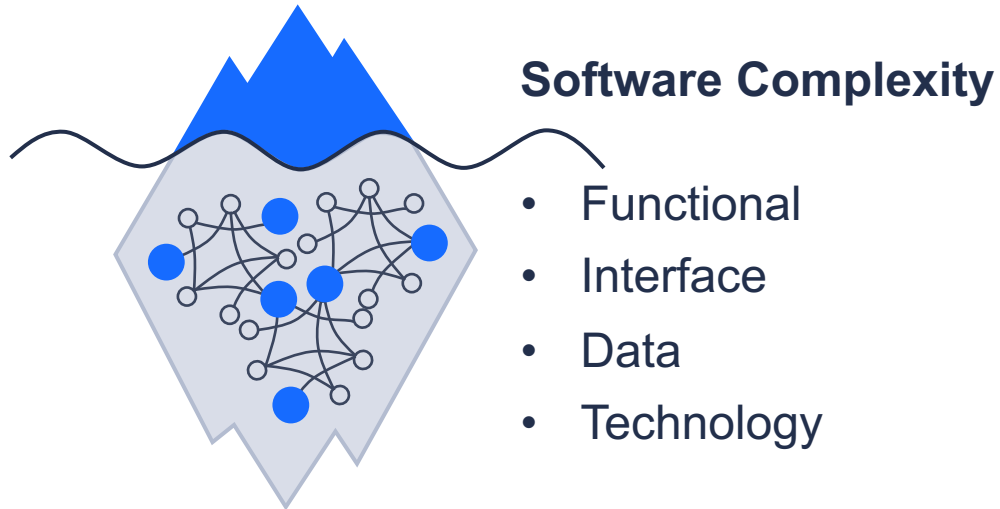 Software Complexity
• Functional
• Interface
• Data
• Technology